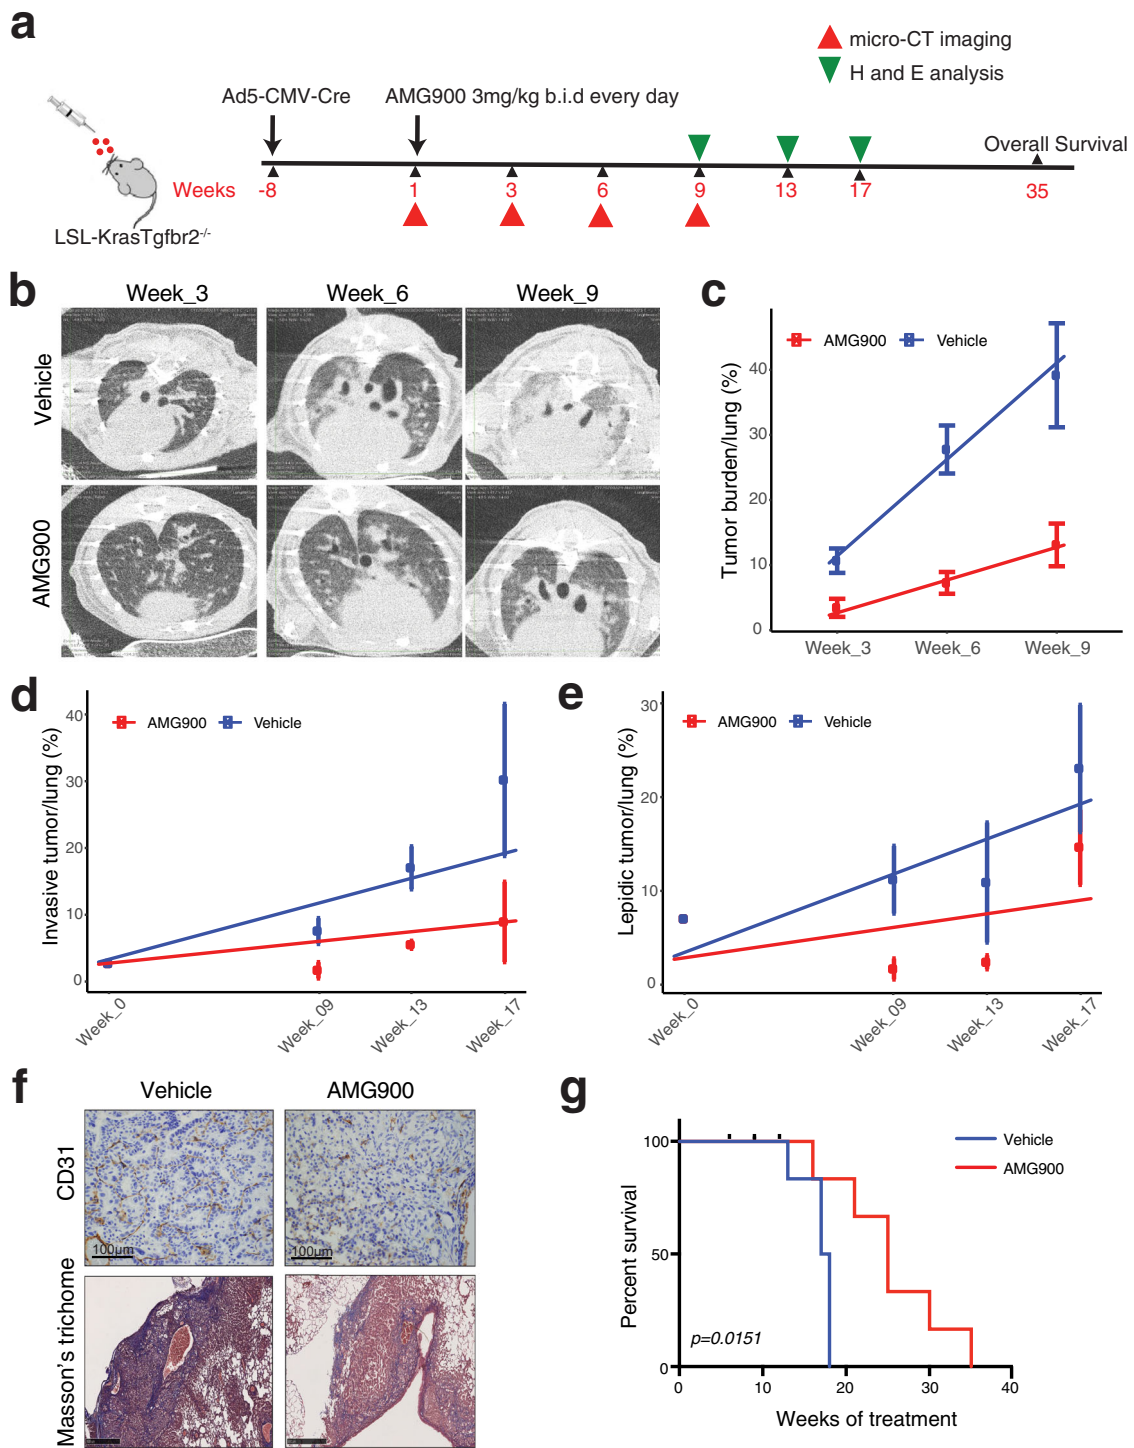 a
micro-CT imaging
H and E analysis
Ad5-CMV-Cre
AMG900 3mg/kg b.i.d every day
Overall Survival
Weeks
-8
1
3
6
9
13
17
35
LSL-KrasTgfbr2-/-
b
Week_3
Week_6
Week_9
Vehicle
AMG900
c
AMG900
Vehicle
Tumor burden/lung (%)
40
30
20
10
0
Week_3
Week_6
Week_9
d
AMG900
Vehicle
Invasive tumor/lung (%)
40
30
20
10
0
Week_0
Week_09
Week_13
Week_17
e
AMG900
Vehicle
Lepidic tumor/lung (%)
30
20
10
0
Week_0
Week_09
Week_13
Week_17
f
Vehicle
AMG900
CD31
100µm
100µm
Masson's trichome
g
Vehicle
AMG900
Percent survival
100
50
0
p=0.0151
0
10
20
30
40
Weeks of treatment